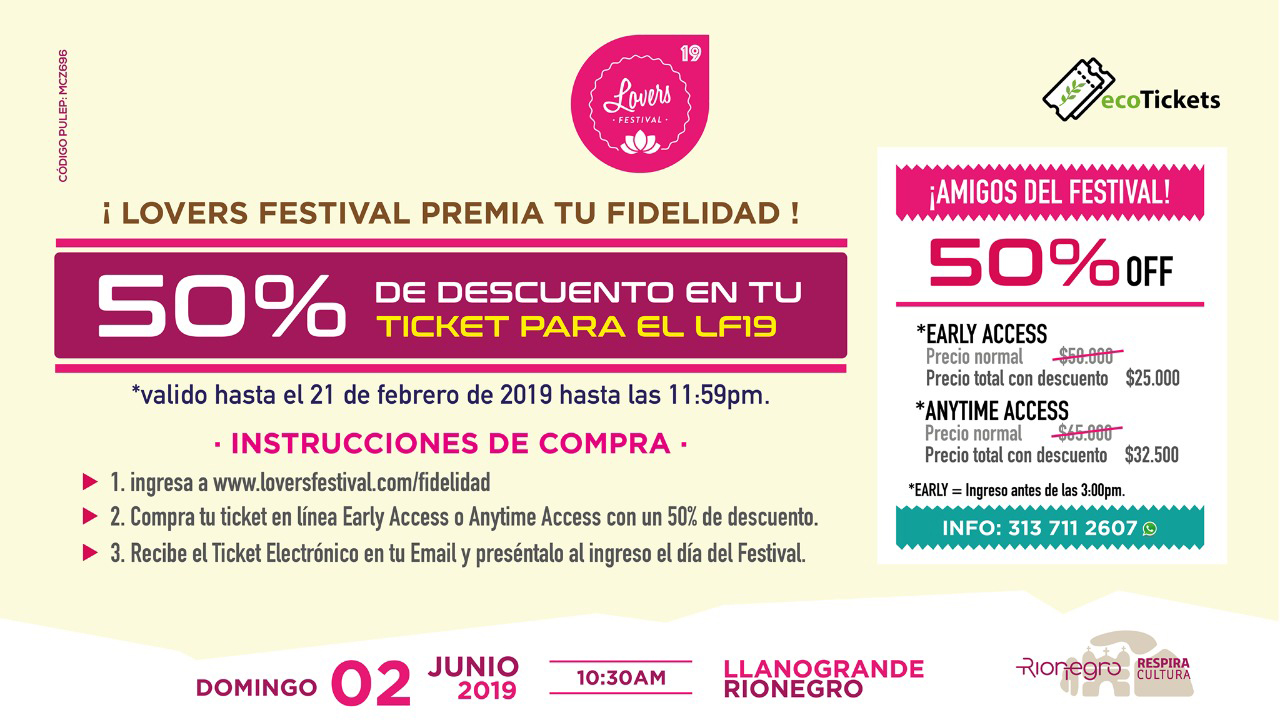 CÓDIGO PULEP: MCZ696
19
Lovers
· FESTIVAL ·
ecoTickets
¡ LOVERS FESTIVAL PREMIA TU FIDELIDAD !
50%
DE DESCUENTO EN TU
TICKET PARA EL LF19
*valido hasta el 21 de febrero de 2019 hasta las 11:59pm.
· INSTRUCCIONES DE COMPRA ·
1. ingresa a www.loversfestival.com/fidelidad
2. Compra tu ticket en línea Early Access o Anytime Access con un 50% de descuento.
3. Recibe el Ticket Electrónico en tu Email y preséntalo al ingreso el día del Festival.
¡AMIGOS DEL FESTIVAL!
50% OFF
*EARLY ACCESS
Precio normal $50.000
Precio total con descuento $25.000
*ANYTIME ACCESS
Precio normal $65.000
Precio total con descuento $32.500
*EARLY = Ingreso antes de las 3:00pm.
INFO: 313 711 2607
DOMINGO 02 JUNIO
2019
10:30AM
LLANOGRANDE
RIONEGRO
Rionegro
RESPIRA
CULTURA